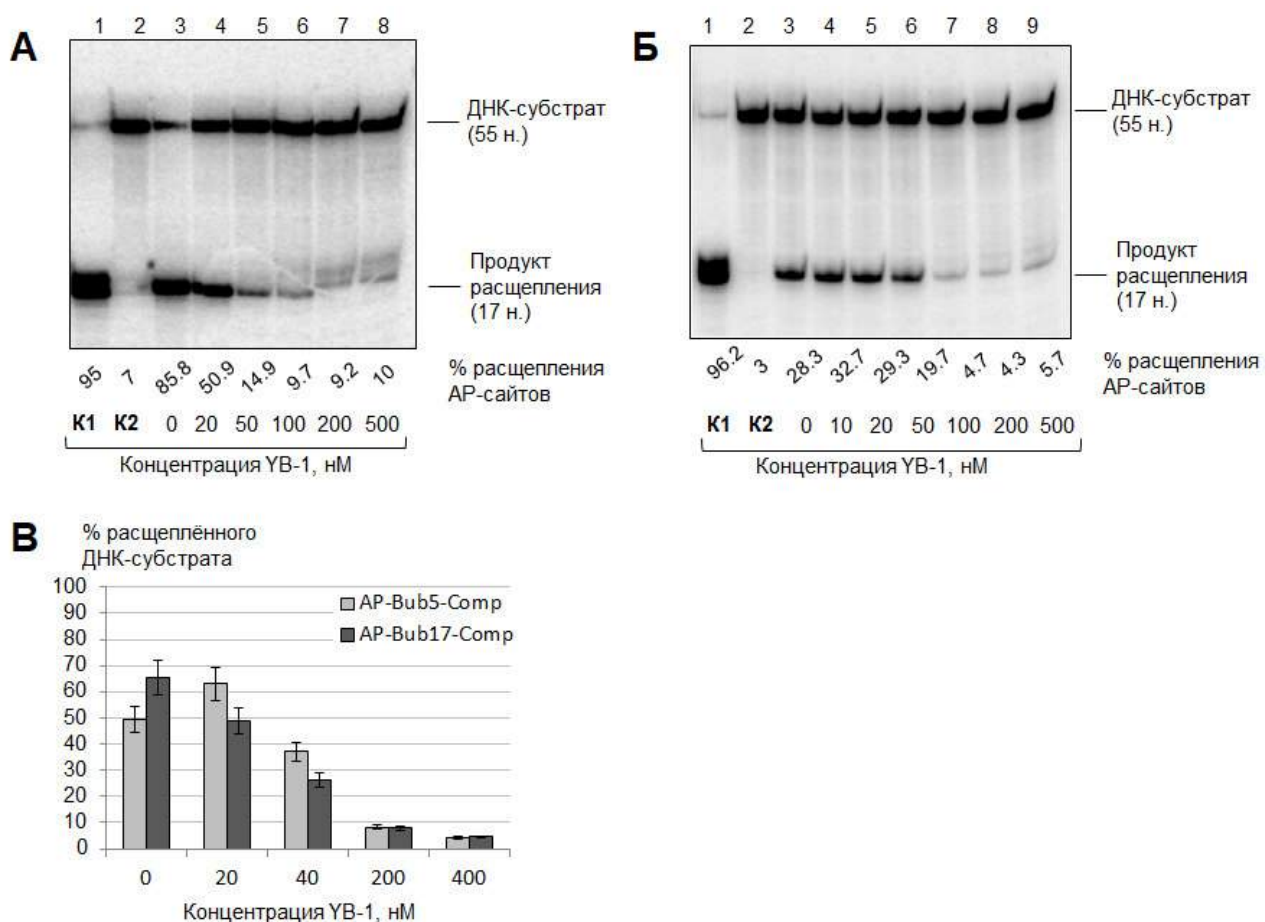 А
1 2 3 4 5 6 7 8
ДНК-субстрат
(55 н.)
Продукт
расщепления
(17 н.)
95 7 85.8 50.9 14.9 9.7 9.2 10
% расщепления
АР-сайтов
К1 К2 0 20 50 100 200 500
Концентрация YB-1, нМ
Б
1 2 3 4 5 6 7 8 9
ДНК-субстрат
(55 н.)
Продукт
расщепления
(17 н.)
96.2 3 28.3 32.7 29.3 19.7 4.7 4.3 5.7
% расщепления
АР-сайтов
К1 К2 0 10 20 50 100 200 500
Концентрация YB-1, нМ
В
% расщеплённого
ДНК-субстрата
100
90
80
70
60
50
40
30
20
10
0
AP-Bub5-Comp
AP-Bub17-Comp
0 20 40 200 400
Концентрация YB-1, нМ